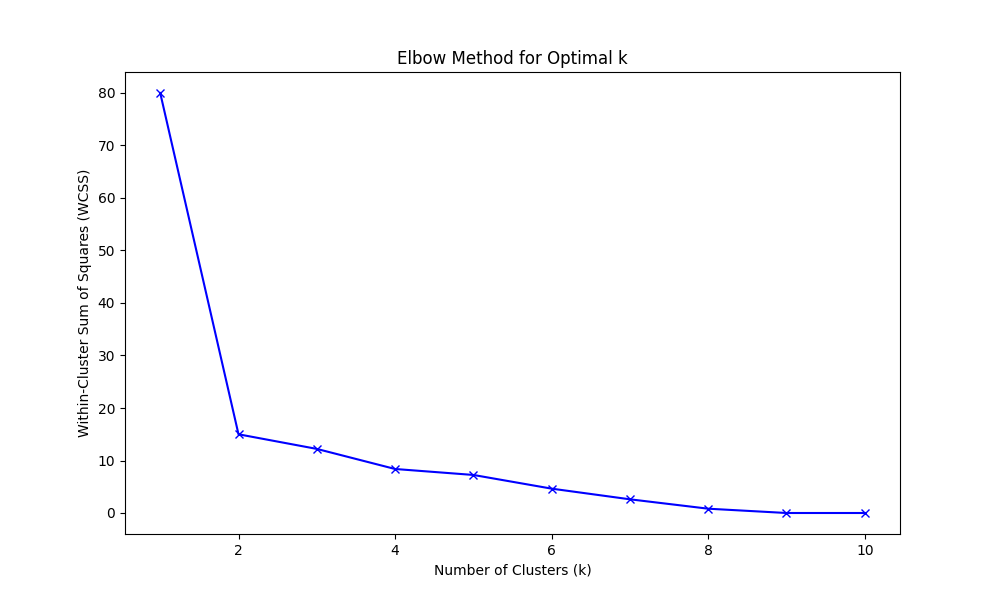 Elbow Method for Optimal k
Within-Cluster Sum of Squares (WCSS)
80
70
60
50
40
30
20
10
0
2 4 6 8 10
Number of Clusters (k)